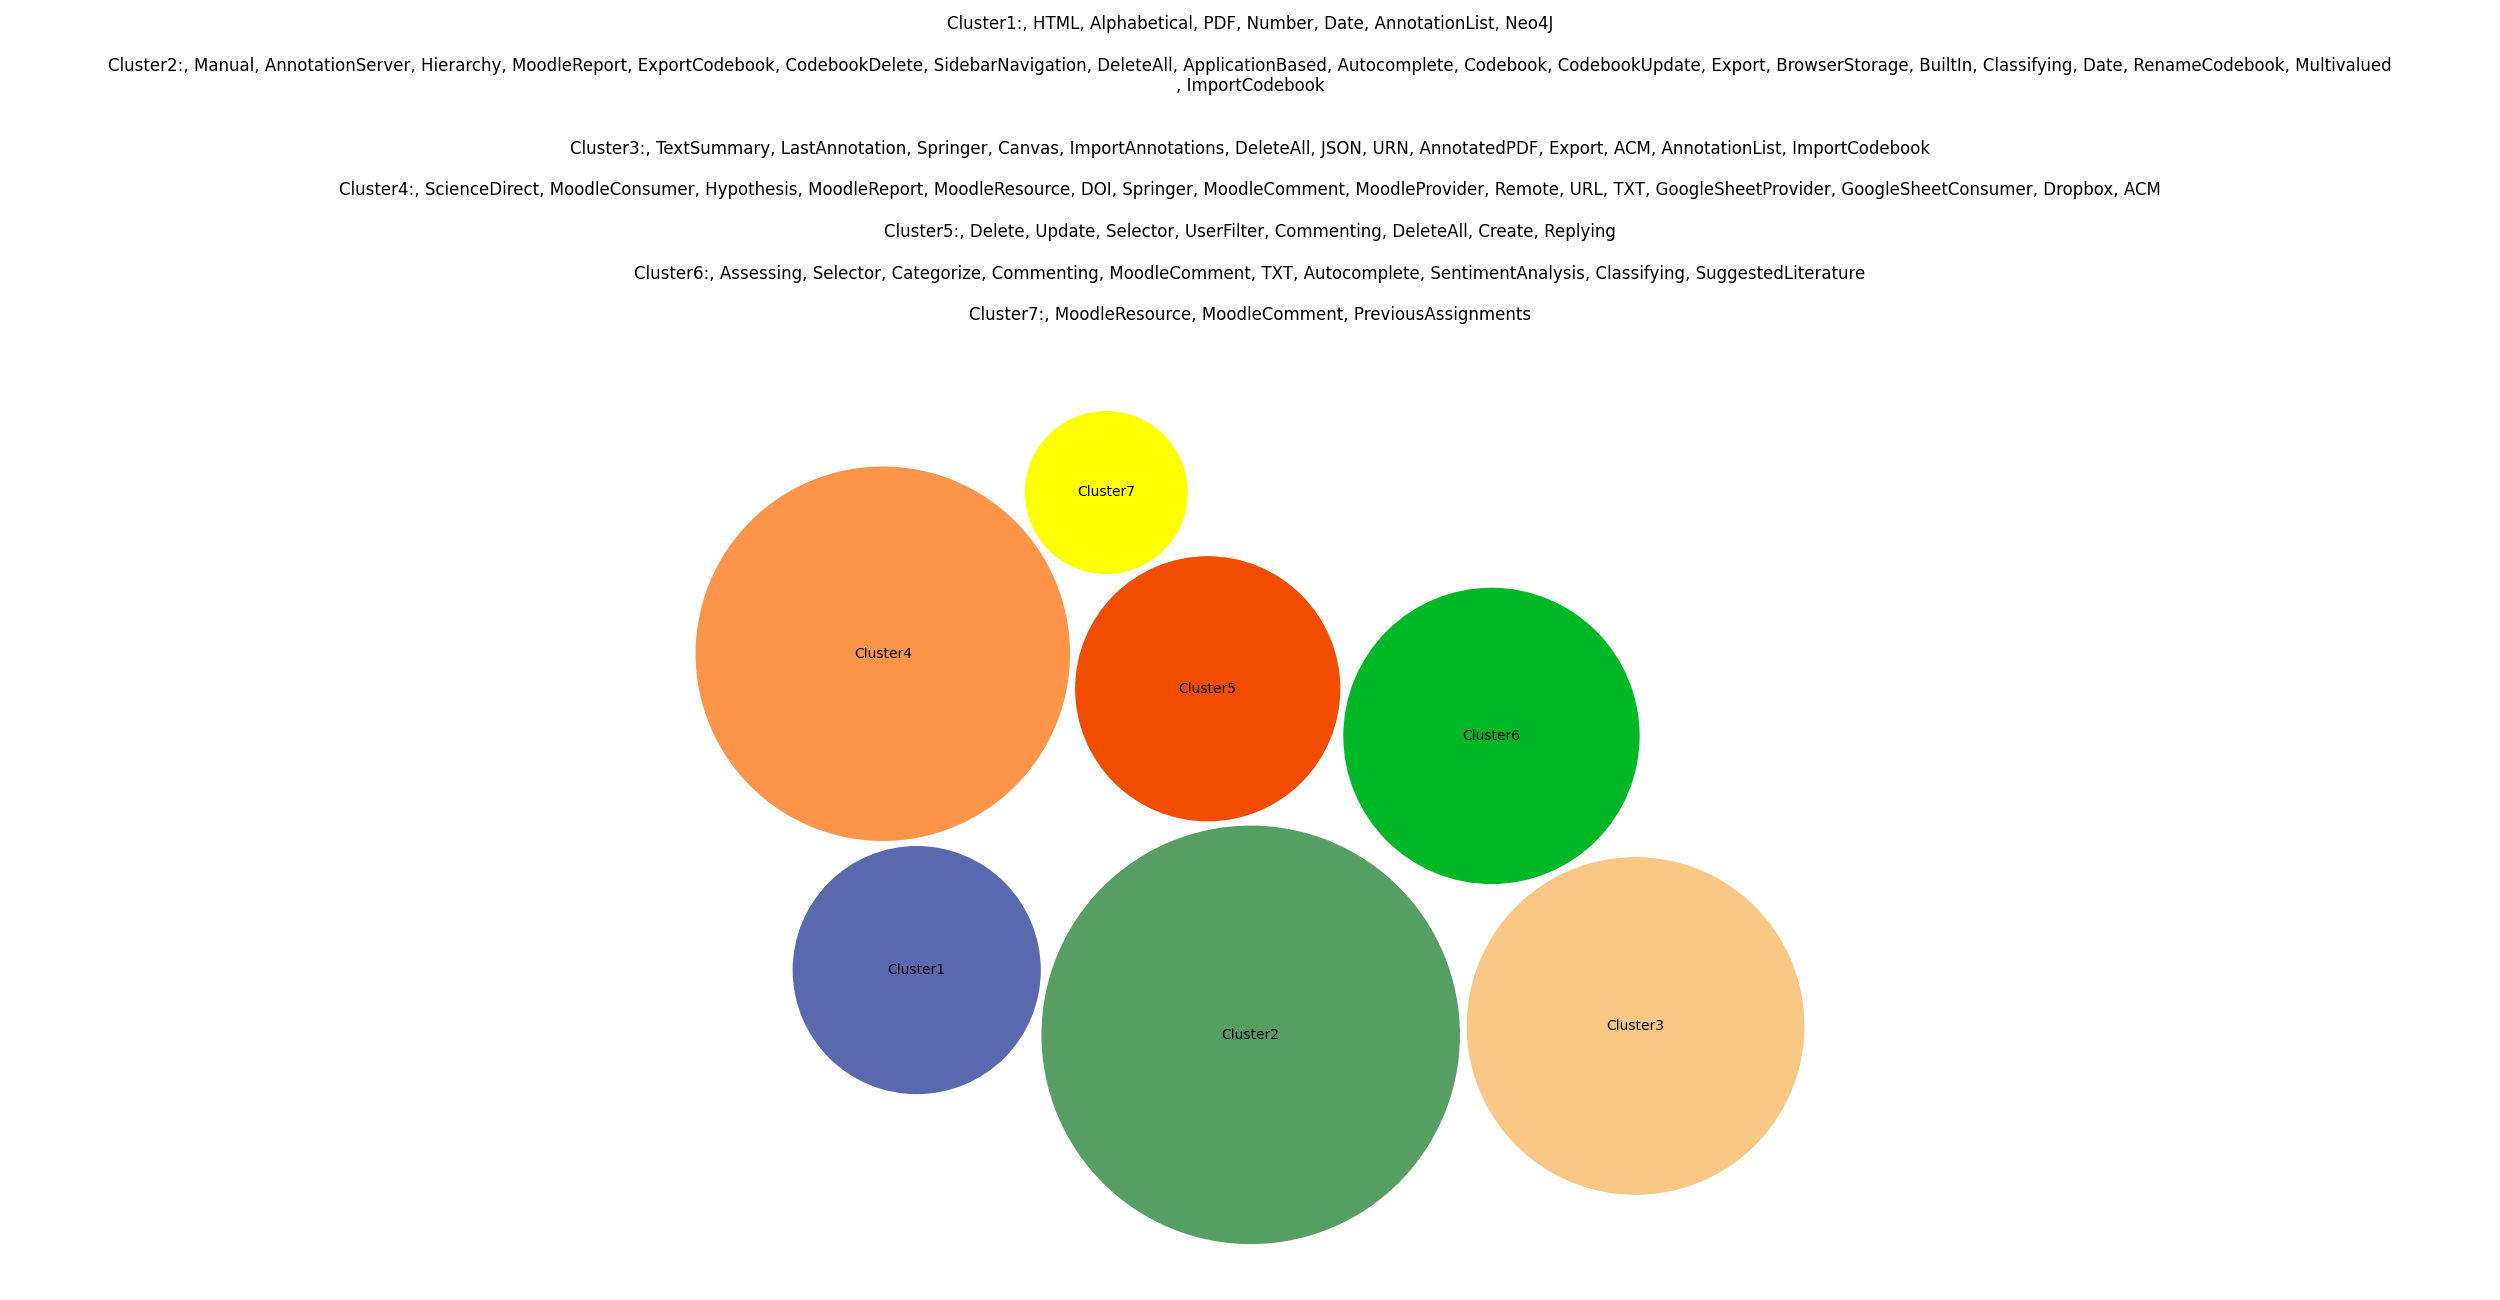 Cluster1:, HTML, Alphabetical, PDF, Number, Date, AnnotationList, Neo4J
Cluster2:, Manual, AnnotationServer, Hierarchy, MoodleReport, ExportCodebook, CodebookDelete, SidebarNavigation, DeleteAll, ApplicationBased, Autocomplete, Codebook, CodebookUpdate, Export, BrowserStorage, BuiltIn, Classifying, Date, RenameCodebook, Multivalued
, ImportCodebook
Cluster3:, TextSummary, LastAnnotation, Springer, Canvas, ImportAnnotations, DeleteAll, JSON, URN, AnnotatedPDF, Export, ACM, AnnotationList, ImportCodebook
Cluster4:, ScienceDirect, MoodleConsumer, Hypothesis, MoodleReport, MoodleResource, DOI, Springer, MoodleComment, MoodleProvider, Remote, URL, TXT, GoogleSheetProvider, GoogleSheetConsumer, Dropbox, ACM
Cluster5:, Delete, Update, Selector, UserFilter, Commenting, DeleteAll, Create, Replying
Cluster6:, Assessing, Selector, Categorize, Commenting, MoodleComment, TXT, Autocomplete, SentimentAnalysis, Classifying, SuggestedLiterature
Cluster7:, MoodleResource, MoodleComment, PreviousAssignments
Cluster7
Cluster4
Cluster5
Cluster6
Cluster1
Cluster2
Cluster3